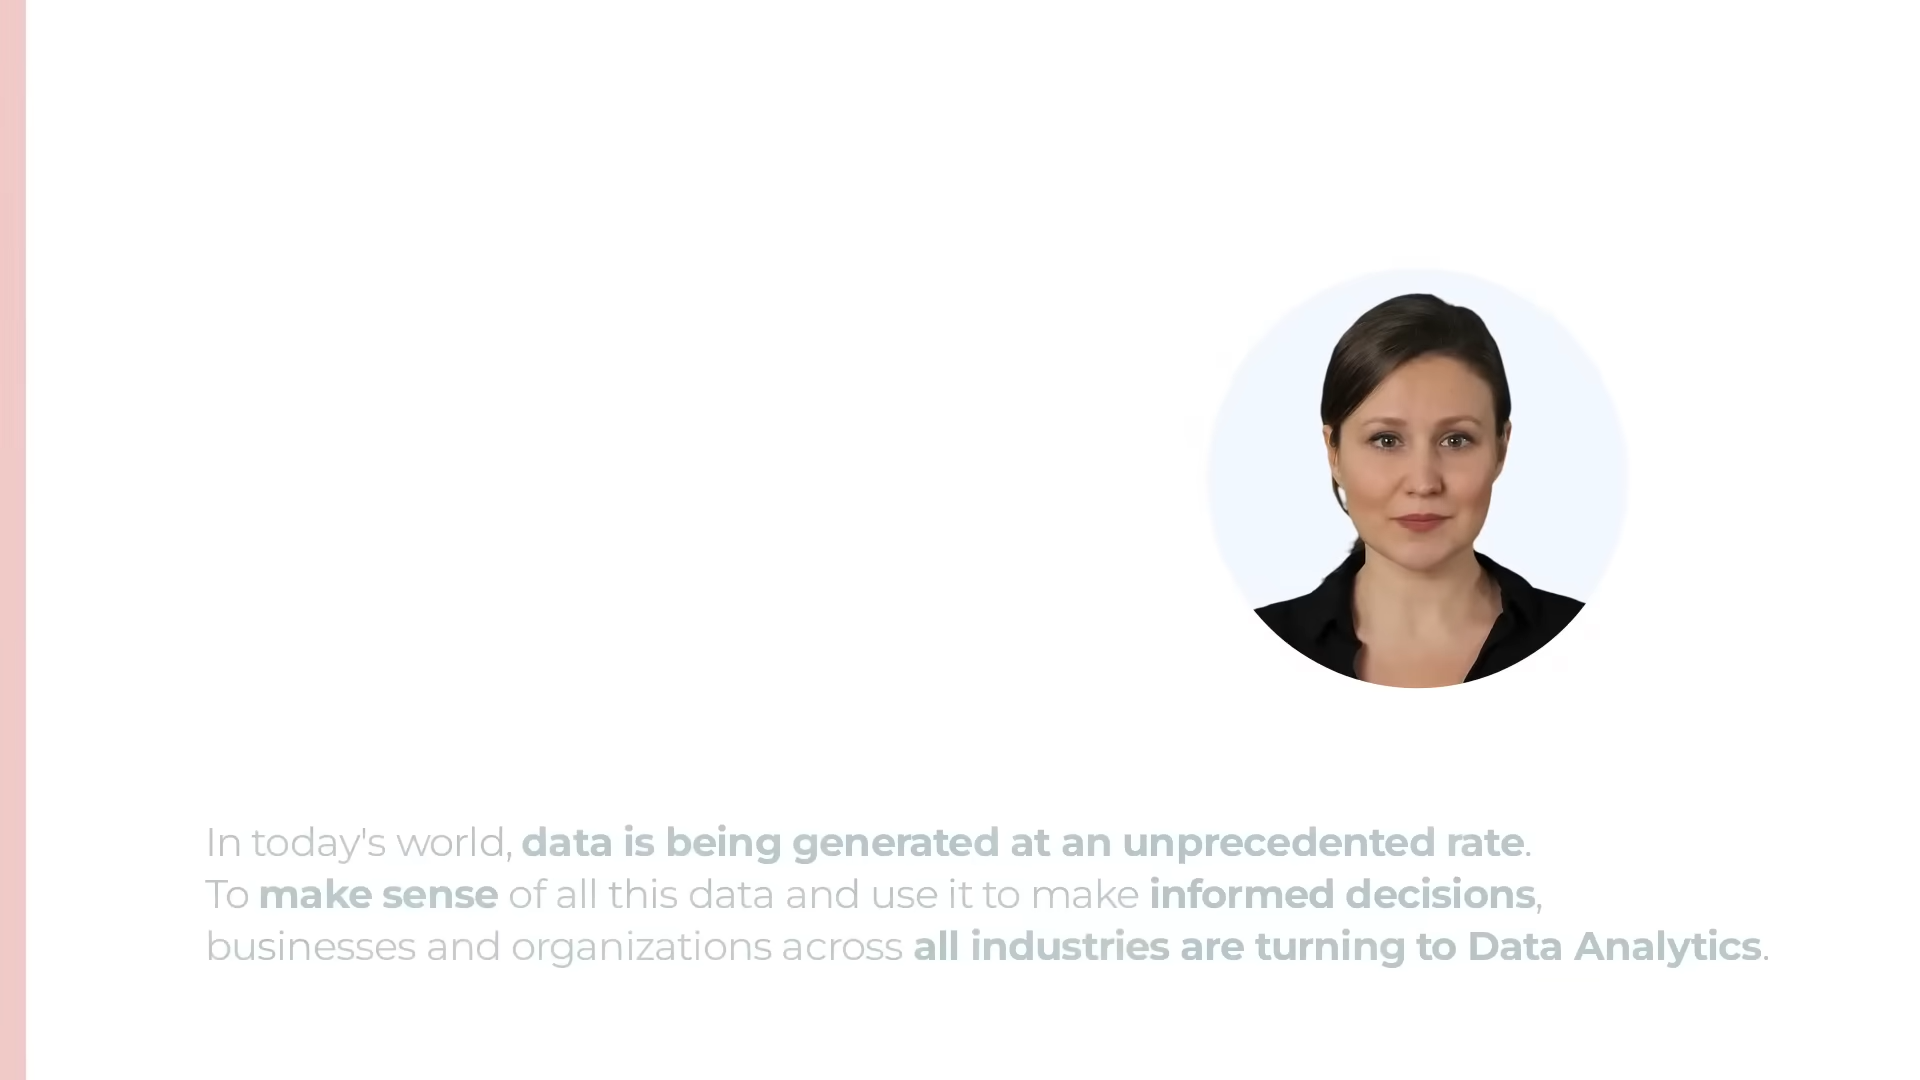 In today's world, data is being generated at an unprecedented rate.
To make sense of all this data and use it to make informed decisions,
businesses and organizations across all industries are turning to Data Analytics.